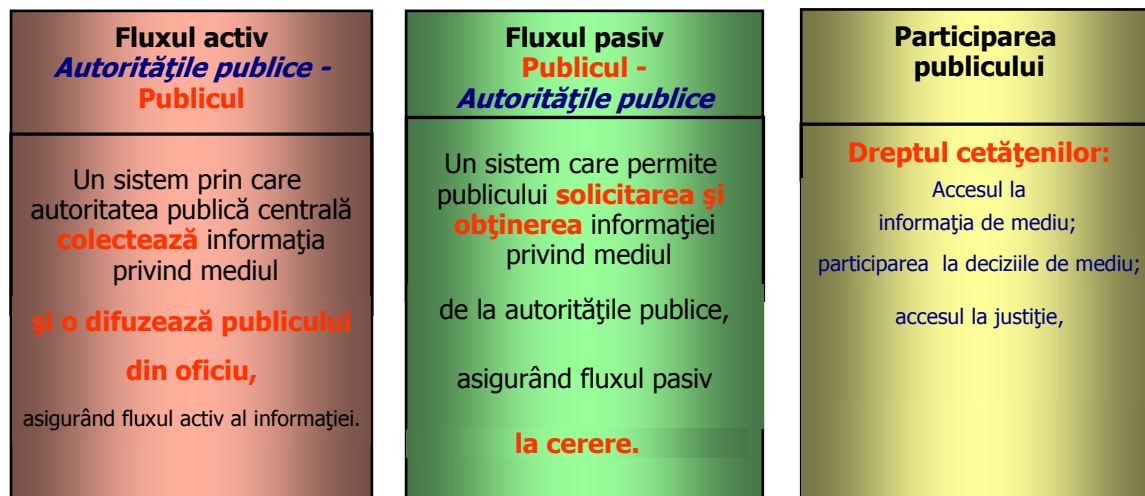 Fluxul activ
Autorităţile publice -
Publicul
Un sistem prin care
autoritatea publică centrală
colectează informaţia
privind mediul
şi o difuzează publicului
din oficiu,
asigurând fluxul activ al informaţiei.
Fluxul pasiv
Publicul -
Autorităţile publice
Un sistem care permite
publicului solicitarea şi
obţinerea informaţiei
privind mediul
de la autorităţile publice,
asigurând fluxul pasiv
la cerere.
Participarea
publicului
Dreptul cetăţenilor:
Accesul la
informaţia de mediu;
participarea la deciziile de mediu;
accesul la justiţie,